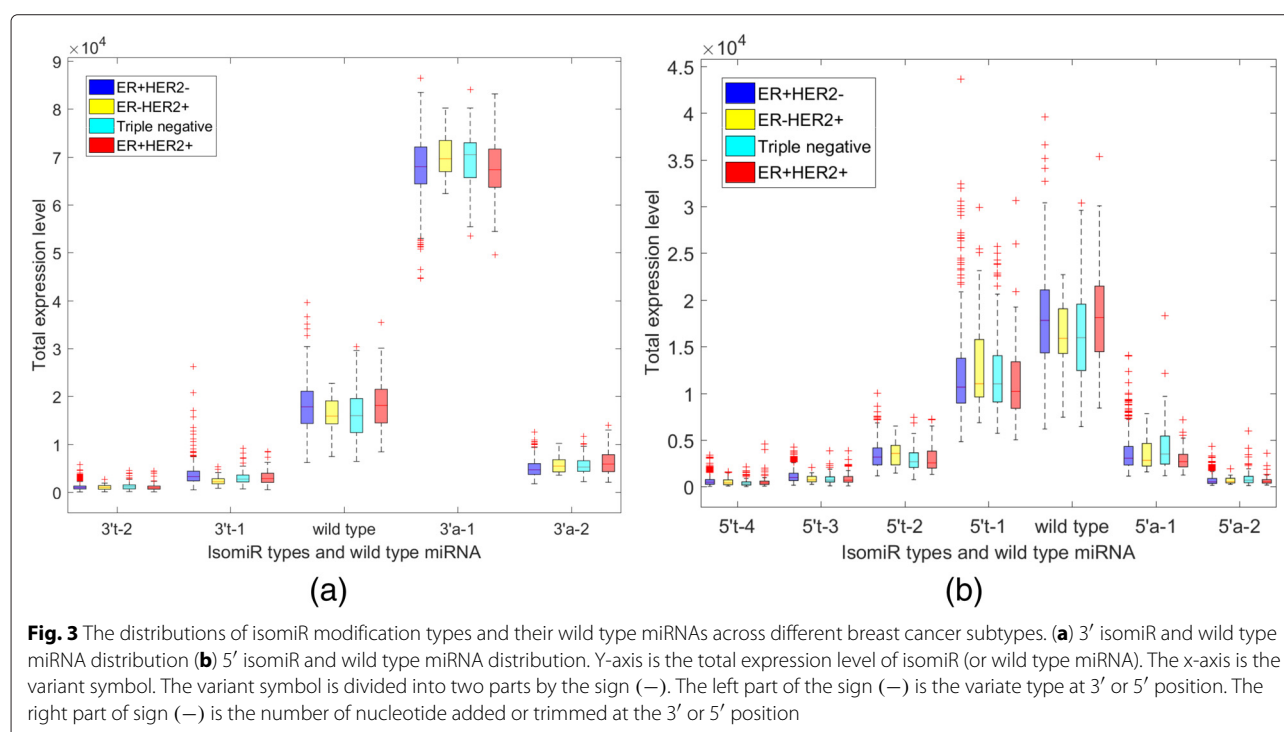 ×10⁴
9
8
7
6
5
4
3
2
1
0
Total expression level
ER+HER2-
ER-HER2+
Triple negative
ER+HER2+
3't-2 3't-1 wild type 3'a-1 3'a-2
IsomiR types and wild type miRNA
(a)
×10⁴
4.5
4
3.5
3
2.5
2
1.5
1
0.5
0
Total expression level
ER+HER2-
ER-HER2+
Triple negative
ER+HER2+
5't-4 5't-3 5't-2 5't-1 wild type 5'a-1 5'a-2
IsomiR types and wild type miRNA
(b)
Fig. 3 The distributions of isomiR modification types and their wild type miRNAs across different breast cancer subtypes. (a) 3′ isomiR and wild type
miRNA distribution (b) 5′ isomiR and wild type miRNA distribution. Y-axis is the total expression level of isomiR (or wild type miRNA). The x-axis is the
variant symbol. The variant symbol is divided into two parts by the sign (−). The left part of the sign (−) is the variate type at 3′ or 5′ position. The
right part of sign (−) is the number of nucleotide added or trimmed at the 3′ or 5′ position